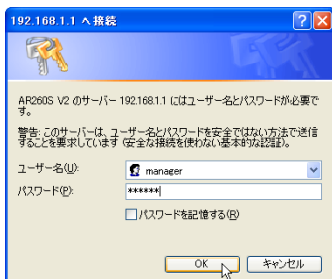 192.168.1.1 へ接続
AR260S V2 のサーバー 192.168.1.1 にはユーザー名とパスワードが必要で
す。
警告: このサーバーは、ユーザー名とパスワードを安全ではない方法で送信
することを要求しています (安全な接続を使わない基本的な認証)。
ユーザー名(U):
manager
パスワード(P):
******
パスワードを記憶する(R)
OK
キャンセル